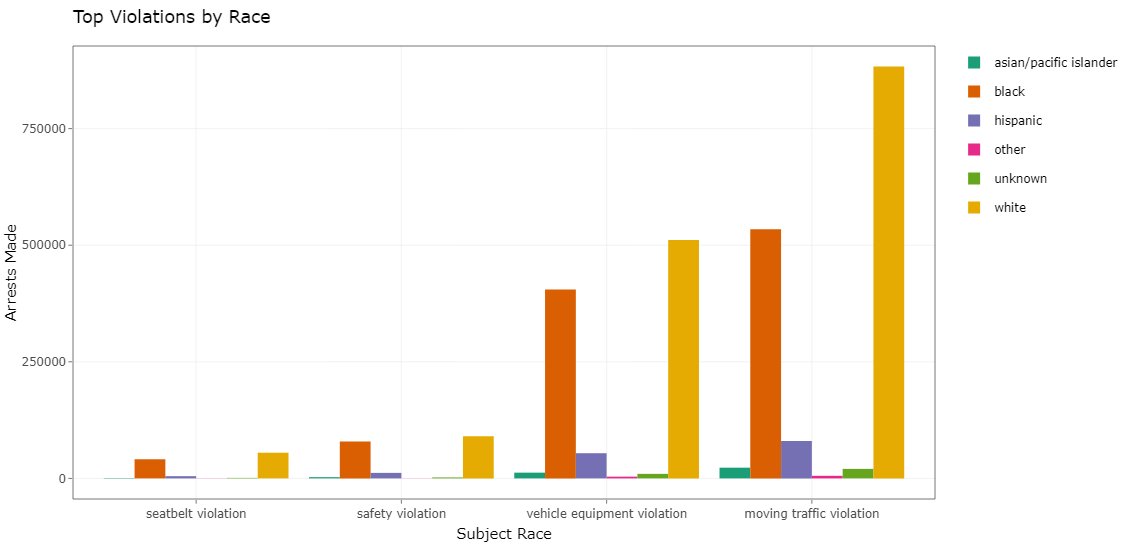 Top Violations by Race
asian/pacific islander
black
hispanic
other
unknown
white
Arrests Made
750000
500000
250000
0
seatbelt violation
safety violation
vehicle equipment violation
moving traffic violation
Subject Race